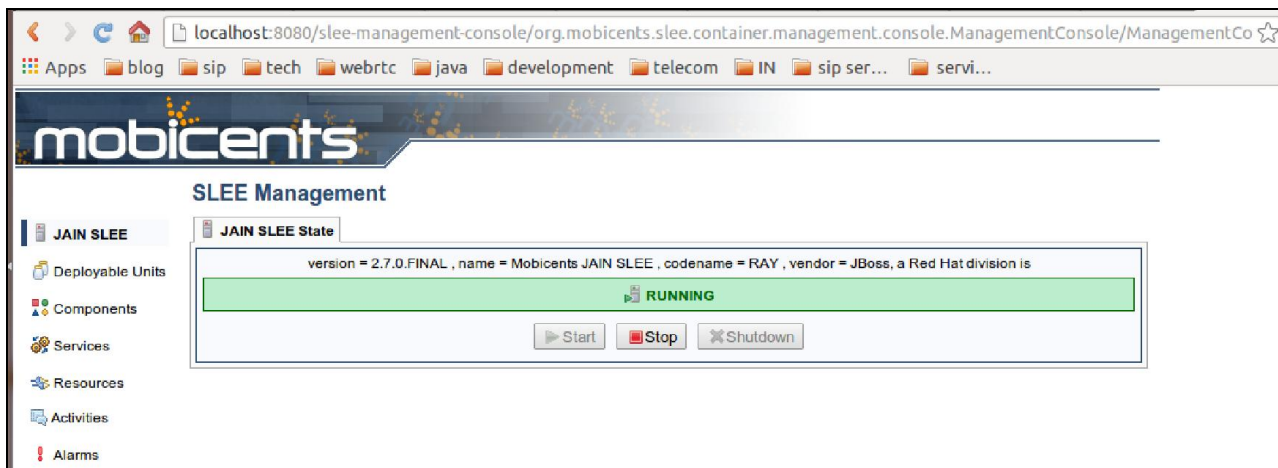 localhost:8080/slee-management-console/org.mobicents.slee.container.management.console.ManagementConsole/ManagementCo
Apps blog sip tech webrtc java development telecom IN sip ser... servi...
mobicents
SLEE Management
JAIN SLEE
JAIN SLEE State
version = 2.7.0.FINAL , name = Mobicents JAIN SLEE , codename = RAY , vendor = JBoss, a Red Hat division is
RUNNING
Start Stop Shutdown
Deployable Units
Components
Services
Resources
Activities
Alarms